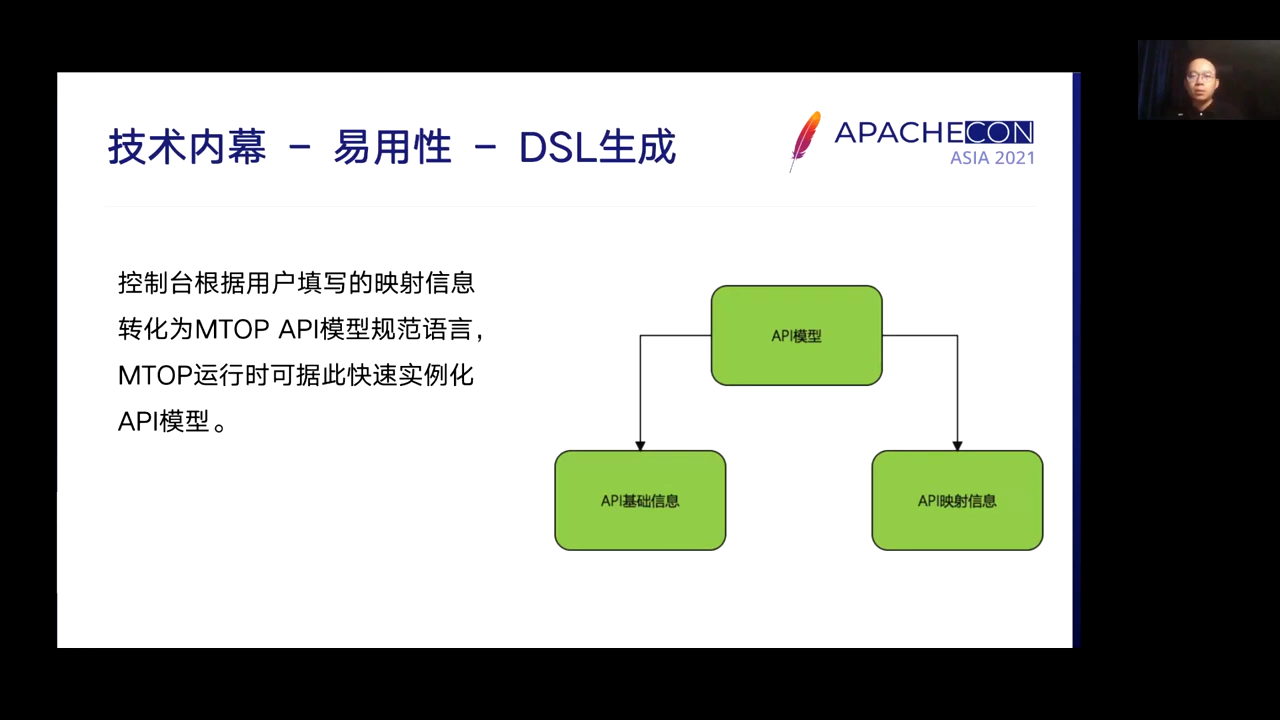 技术内幕 - 易用性 - DSL生成
APACHECON
ASIA 2021
控制台根据用户填写的映射信息
转化为MTOP API模型规范语言，
MTOP运行时可据此快速实例化
API模型。
API模型
API基础信息
API映射信息